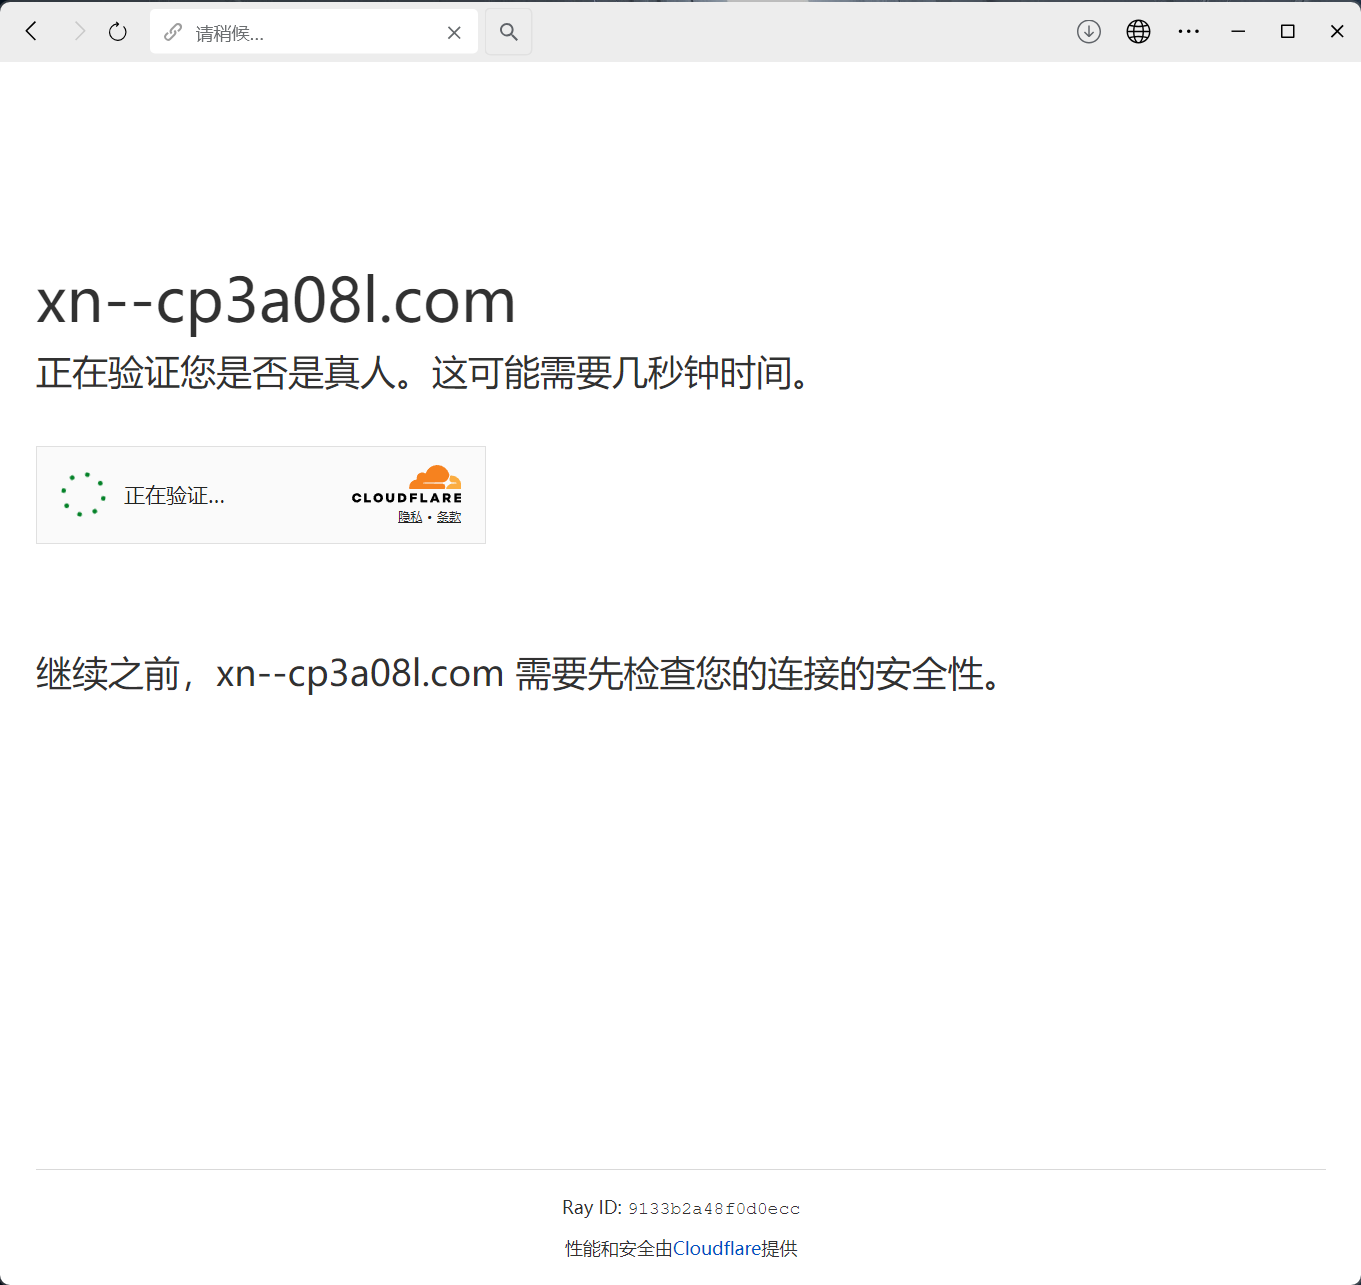 请稍候...
xn--cp3a08l.com
正在验证您是否是真人。这可能需要几秒钟时间。
正在验证...
CLOUDFLARE
隐私 • 条款
继续之前，xn--cp3a08l.com 需要先检查您的连接的安全性。
Ray ID: 9133b2a48f0d0ecc
性能和安全由Cloudflare提供